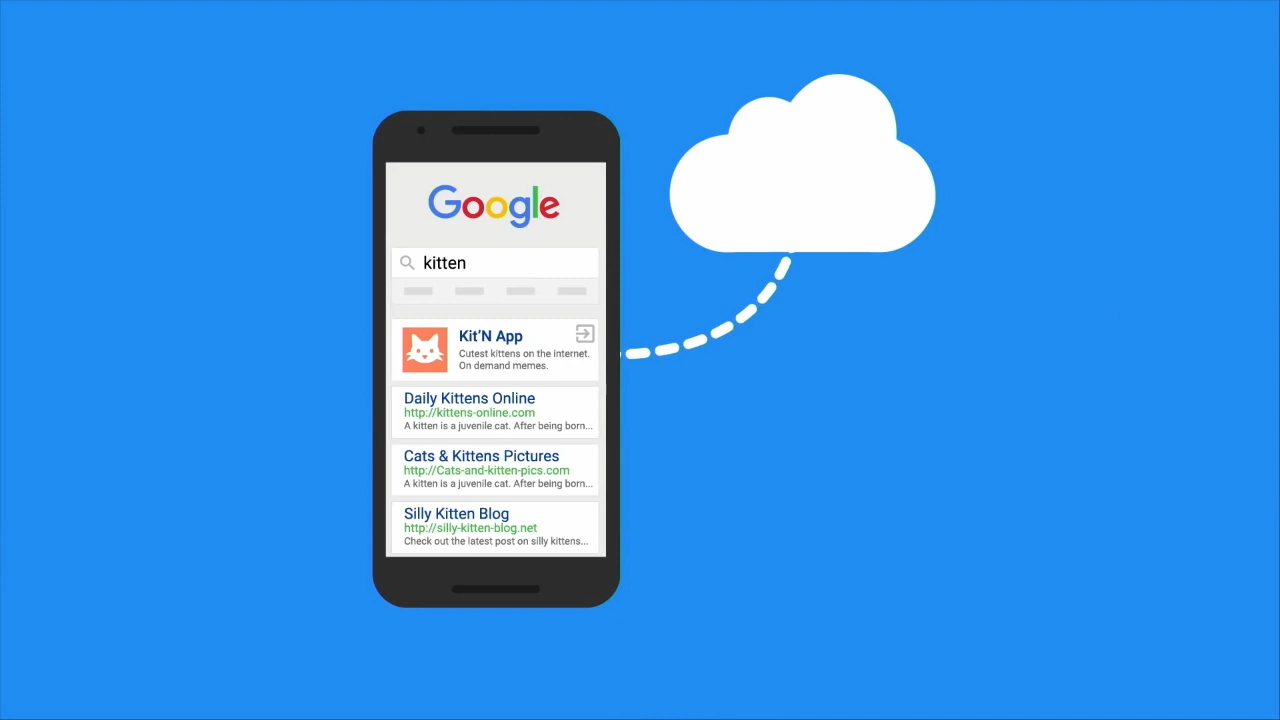 Google
kitten
Kit'N App
Cutest kittens on the internet.
On demand memes.
Daily Kittens Online
http://kittens-online.com
A kitten is a juvenile cat. After being born...
Cats & Kittens Pictures
http://Cats-and-kitten-pics.com
A kitten is a juvenile cat. After being born...
Silly Kitten Blog
http://silly-kitten-blog.net
Check out the latest post on silly kittens...